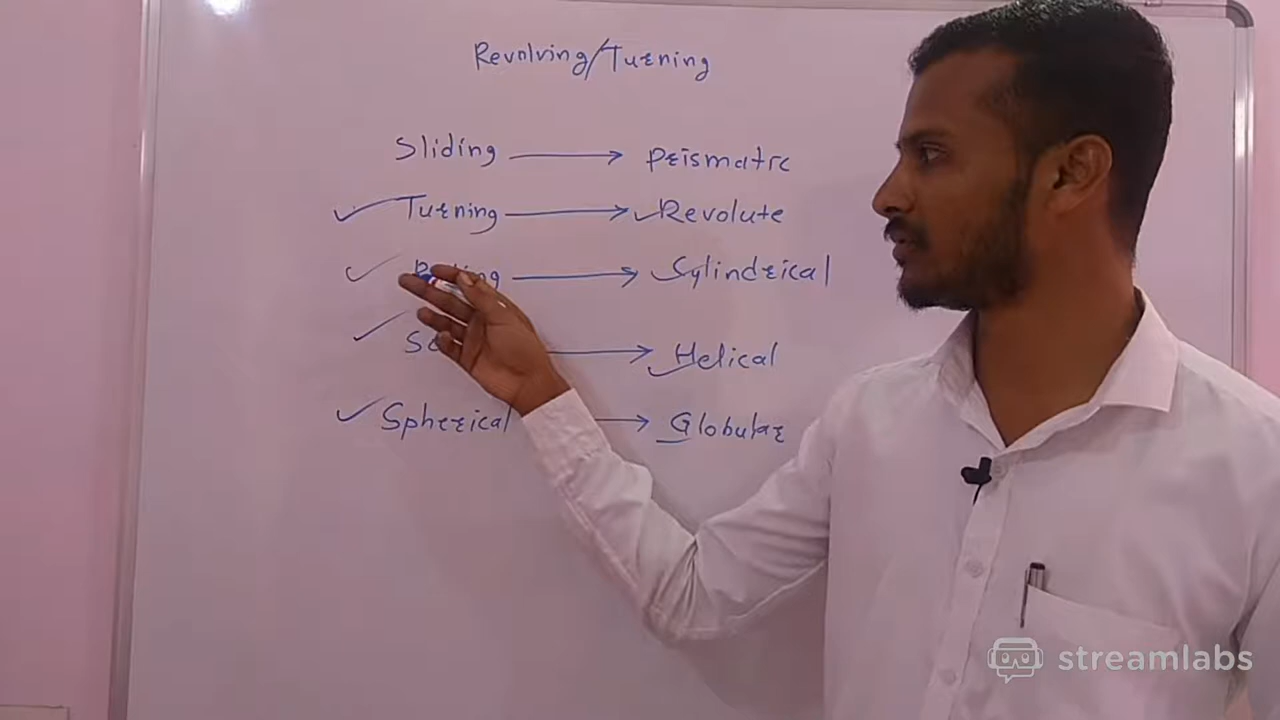 Revolving/Turning
Sliding → Prismatic
Turning → Revolute
→ Cylindrical
→ Helical
Spherical → Globular
streamlabs